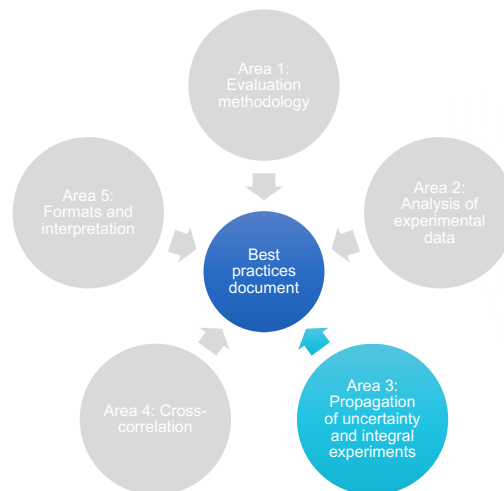 Area 1:
Evaluation
methodology
Area 2:
Analysis of
experimental
data
Area 3:
Propagation
of uncertainty
and integral
experiments
Area 4: Cross-
correlation
Area 5:
Formats and
interpretation
Best
practices
document